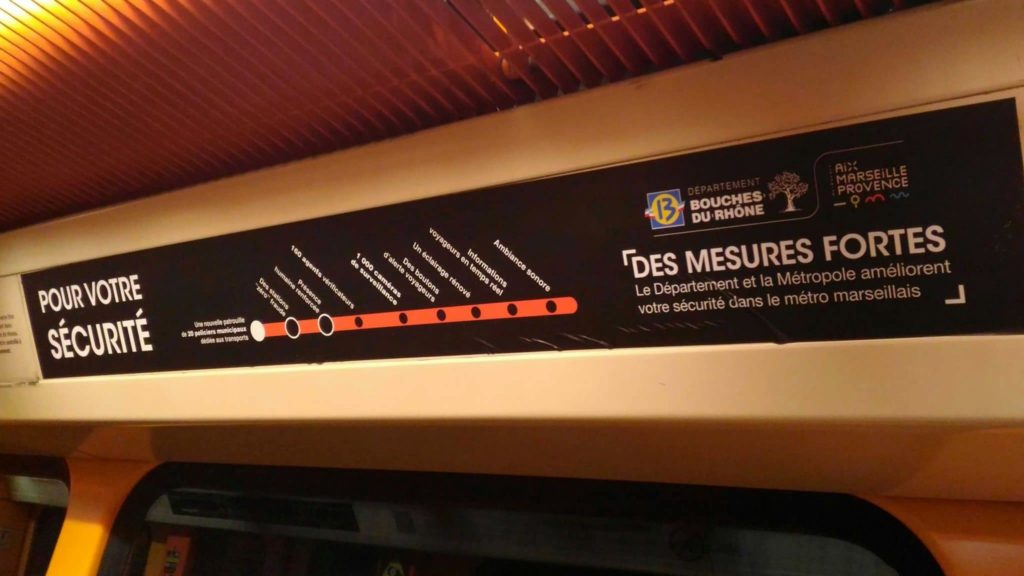 POUR VOTRE
SÉCURITÉ
Une nouvelle patrouille
de 20 policiers municipaux
dédiés aux transports
Des stations
"zéro" fraude
Présence
humaine renforcée
160 agents vérificateurs
1 000 caméras
de surveillance
Des boutons
d'alerte voyageurs
Un éclairage rénové
Informations
voyageurs en temps réel
Ambiance sonore
13
DÉPARTEMENT
BOUCHES
DU·RHÔNE
AIX
MARSEILLE
PROVENCE
DES MESURES FORTES
Le Département et la Métropole améliorent
votre sécurité dans le métro marseillais